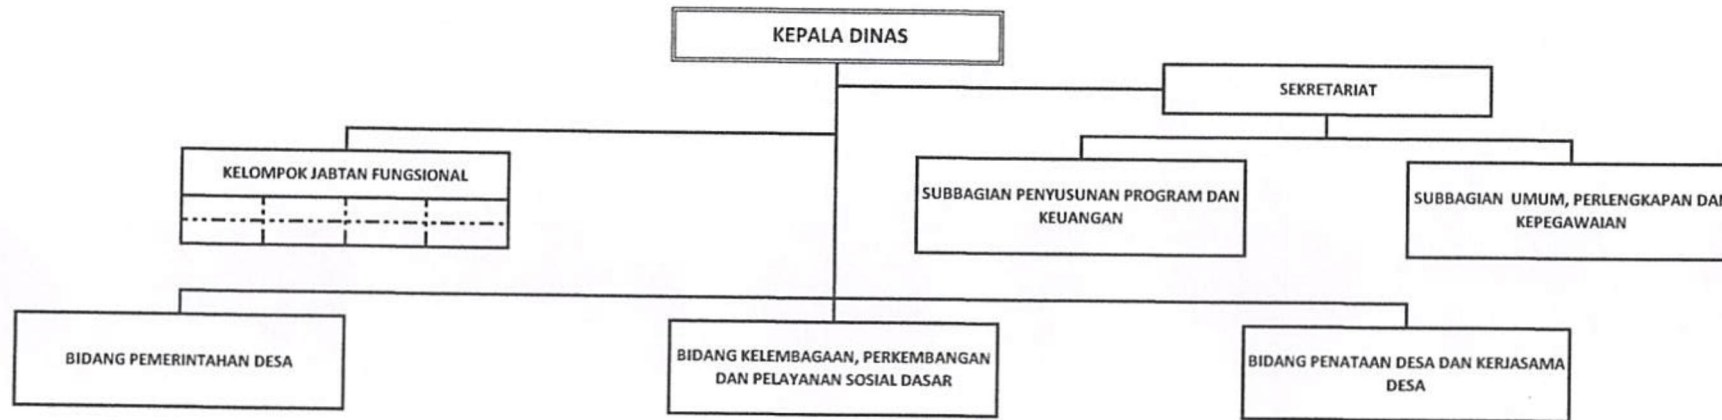 KEPALA DINAS
SEKRETARIAT
KELOMPOK JABTAN FUNGSIONAL
SUBBAGIAN PENYUSUNAN PROGRAM DAN
KEUANGAN
SUBBAGIAN UMUM, PERLENGKAPAN DAN
KEPEGAWAIAN
BIDANG PEMERINTAHAN DESA
BIDANG KELEMBAGAAN, PERKEMBANGAN
DAN PELAYANAN SOSIAL DASAR
BIDANG PENATAAN DESA DAN KERJASAMA
DESA